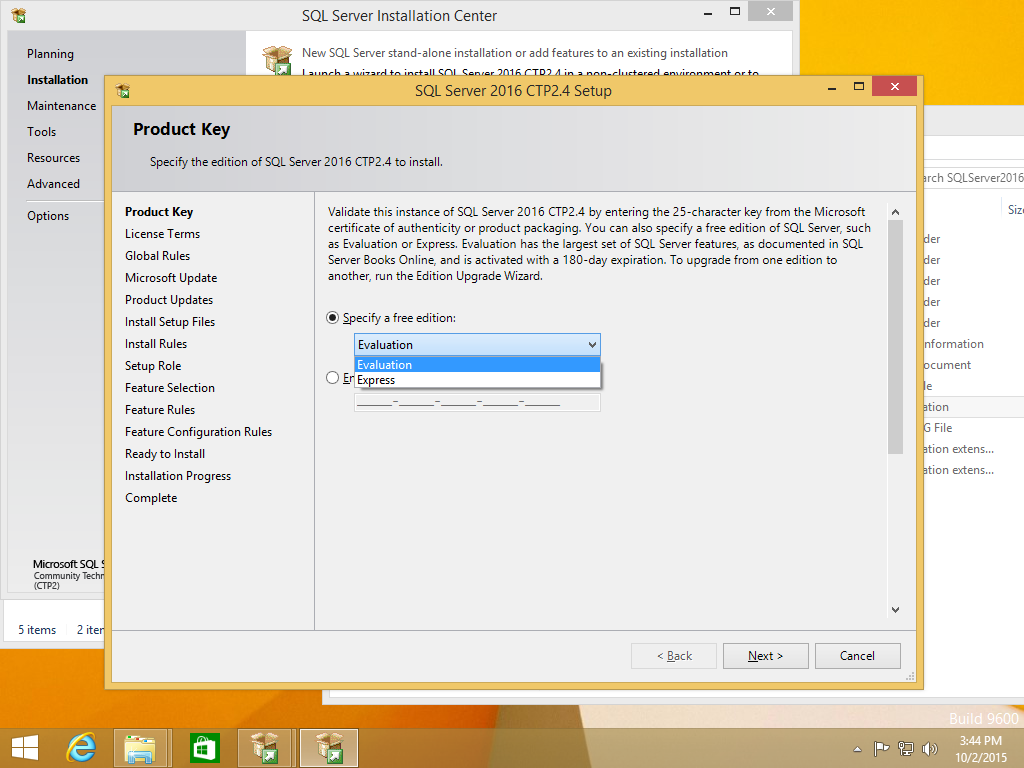 SQL Server Installation Center
Planning
Installation
Maintenance
Tools
Resources
Advanced
Options
New SQL Server stand-alone installation or add features to an existing installation
Launch a wizard to install SQL Server 2016 CTP2.4 in a non-clustered environment or to
Microsoft SQL S
Community Techn
(CTP2)
5 items 2 iter
SQL Server 2016 CTP2.4 Setup
Product Key
Specify the edition of SQL Server 2016 CTP2.4 to install.
Product Key
License Terms
Global Rules
Microsoft Update
Product Updates
Install Setup Files
Install Rules
Setup Role
Feature Selection
Feature Rules
Feature Configuration Rules
Ready to Install
Installation Progress
Complete
Validate this instance of SQL Server 2016 CTP2.4 by entering the 25-character key from the Microsoft
certificate of authenticity or product packaging. You can also specify a free edition of SQL Server, such
as Evaluation or Express. Evaluation has the largest set of SQL Server features, as documented in SQL
Server Books Online, and is activated with a 180-day expiration. To upgrade from one edition to
another, run the Edition Upgrade Wizard.
Specify a free edition:
Evaluation
Evaluation
Express
< Back Next > Cancel
arch SQLServer2016
Size
der
der
der
der
der
nformation
ocument
le
ation
G File
ation extens...
ation extens...
Build 9600
3:44 PM
10/2/2015